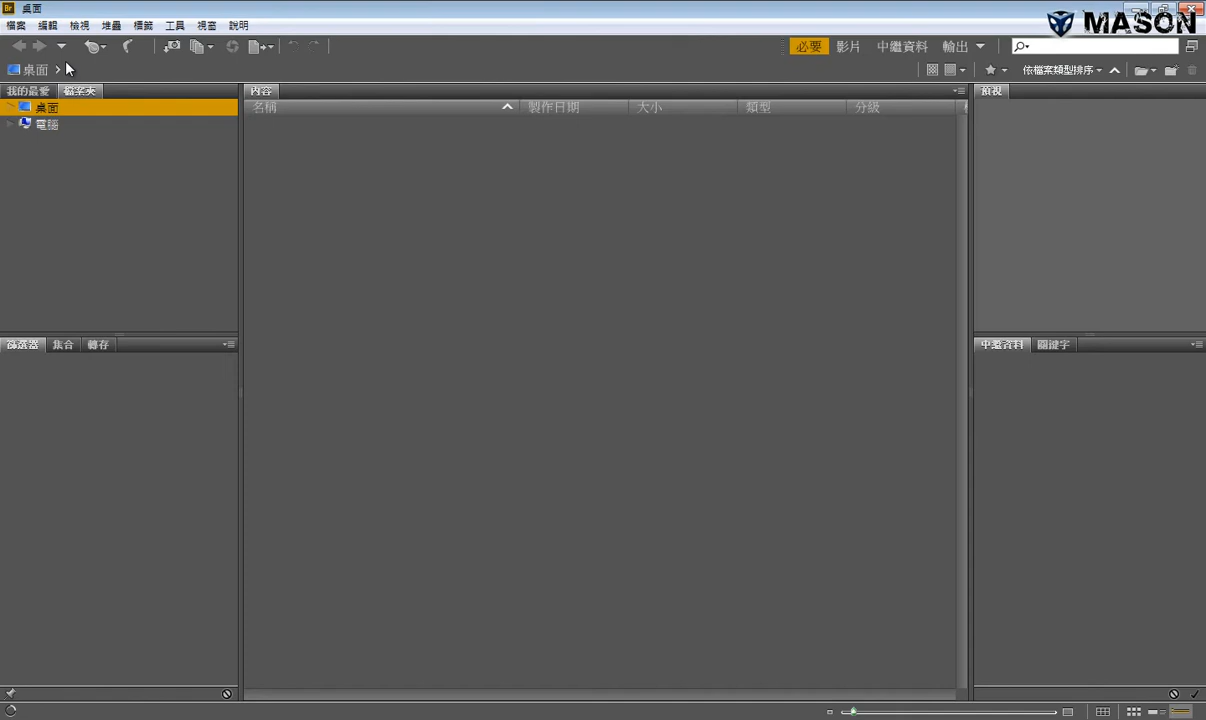 Br 桌面
MASON
檔案 編輯 檢視 堆疊 標籤 工具 視窗 說明
必要 影片 中繼資料 輸出
桌面
依檔案類型排序
我的最愛 檔案夾
內容
預視
桌面
電腦
名稱 製作日期 大小 類型 分級
篩選器 集合 轉存
中繼資料 關鍵字